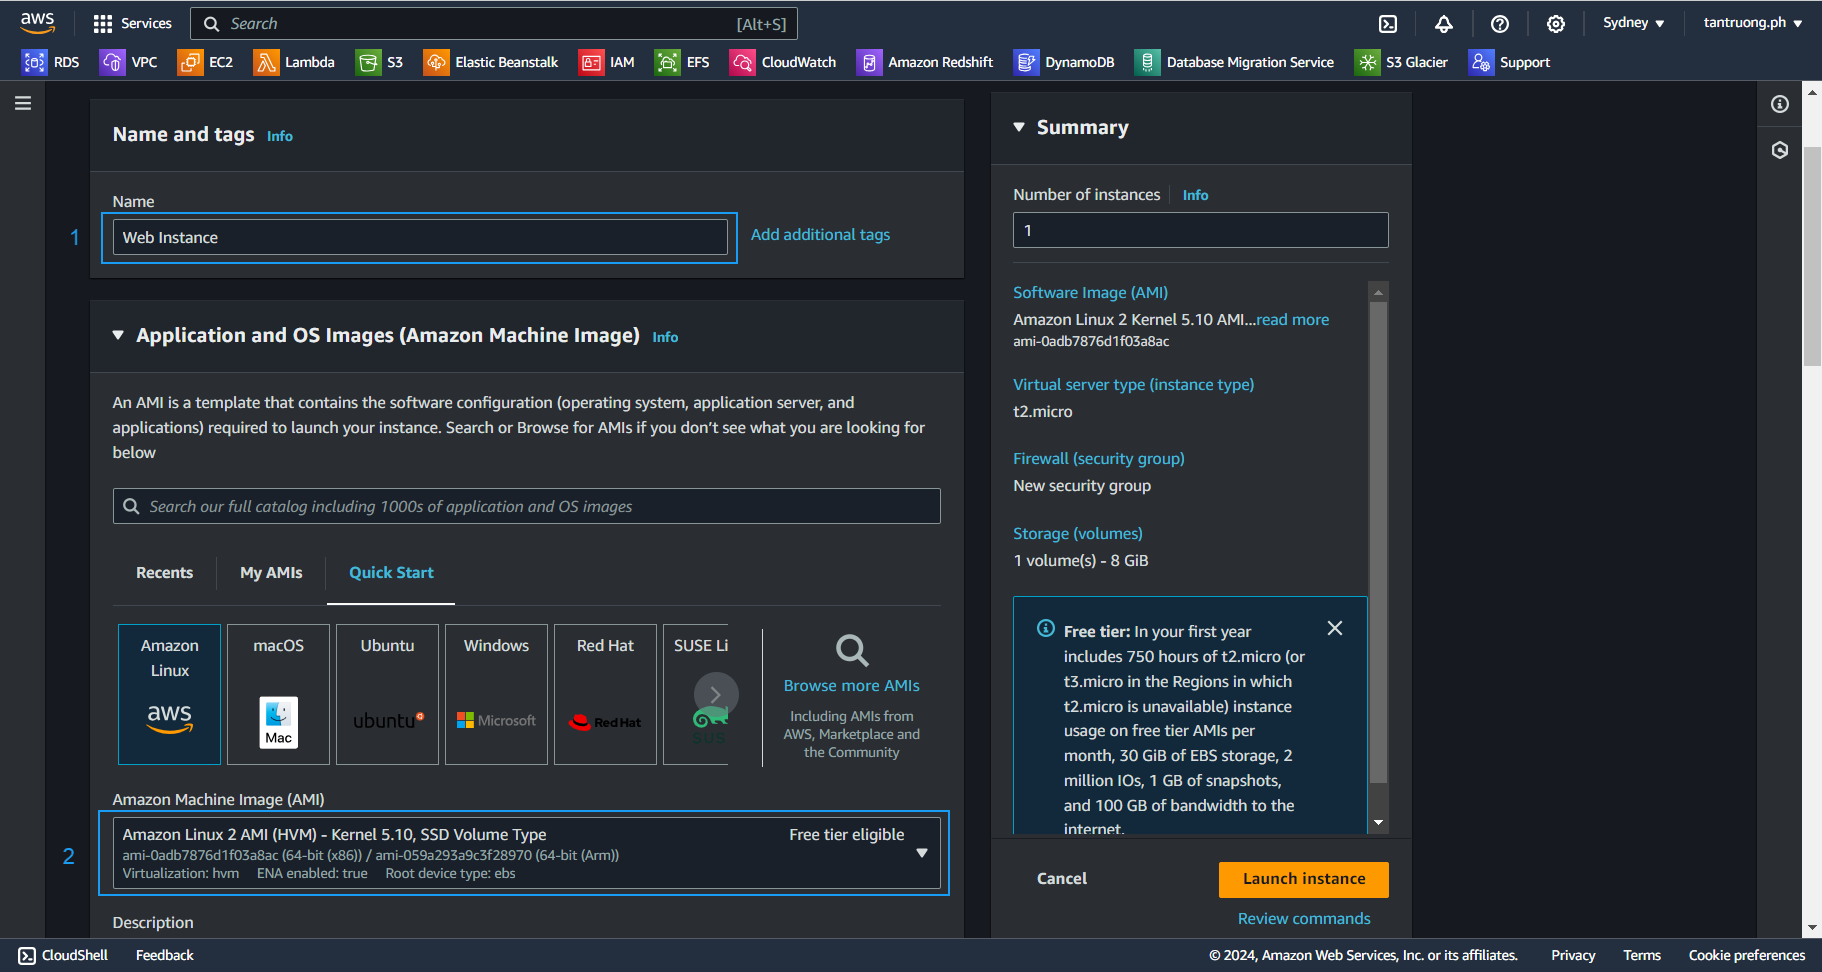 aws
Services
Search
[Alt+S]
Sydney
tantruong.ph
RDS
VPC
EC2
Lambda
S3
Elastic Beanstalk
IAM
EFS
CloudWatch
Amazon Redshift
DynamoDB
Database Migration Service
S3 Glacier
Support
Name and tags Info
Name
1
Web Instance
Add additional tags
Application and OS Images (Amazon Machine Image) Info
An AMI is a template that contains the software configuration (operating system, application server, and
applications) required to launch your instance. Search or Browse for AMIs if you don’t see what you are looking for
below
Search our full catalog including 1000s of application and OS images
Recents
My AMIs
Quick Start
Amazon
Linux
aws
macOS
Mac
Ubuntu
ubuntu
Windows
Microsoft
Red Hat
Red Hat
SUSE Li
SUS
Browse more AMIs
Including AMIs from
AWS, Marketplace and
the Community
Amazon Machine Image (AMI)
2
Amazon Linux 2 AMI (HVM) - Kernel 5.10, SSD Volume Type
Free tier eligible
ami-0adb7876d1f03a8ac (64-bit (x86)) / ami-059a293a9c3f28970 (64-bit (Arm))
Virtualization: hvm ENA enabled: true Root device type: ebs
Description
Summary
Number of instances Info
1
Software Image (AMI)
Amazon Linux 2 Kernel 5.10 AMI...read more
ami-0adb7876d1f03a8ac
Virtual server type (instance type)
t2.micro
Firewall (security group)
New security group
Storage (volumes)
1 volume(s) - 8 GiB
Free tier: In your first year
includes 750 hours of t2.micro (or
t3.micro in the Regions in which
t2.micro is unavailable) instance
usage on free tier AMIs per
month, 30 GiB of EBS storage, 2
million IOs, 1 GB of snapshots,
and 100 GB of bandwidth to the
internet.
Cancel
Launch instance
Review commands
CloudShell
Feedback
© 2024, Amazon Web Services, Inc. or its affiliates.
Privacy
Terms
Cookie preferences